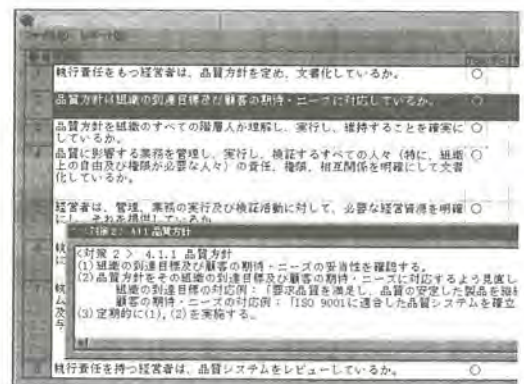 執行責任をもつ経営者は、品質方針を定め、文書化しているか。 ○
品質方針は組織の到達目標及び顧客の期待・ニーズに対応しているか。 ○
品質方針を組織のすべての階層人が理解し、実行し、維持することを確実に ○
しているか。
品質に影響する業務を管理し、実行し、検証するすべての人々（特に、組織 ○
上の自由及び権限が必要な人々）の責任、権限、相互関係を明確にして文書
化しているか。
経営者は、管理、業務の実行及び検証活動に対して、必要な経営資源を明確 ○
にし、それを提供しているか。
<対策 2> 4.1.1 品質方針
<対策 2> 4.1.1 品質方針
(1)組織の到達目標及び顧客の期待・ニーズの妥当性を確認する。
(2)品質方針をその組織の到達目標及び顧客の期待・ニーズに対応するよう見直し
組織の到達目標の対応例：「要求品質を満足し、品質の安定した製品を継続
顧客の期待・ニーズの対応例：「ISO 9001に適合した品質システムを確立
(3)定期的に(1),(2)を実施する。
執行責任を持つ経営者は、品質システムをレビューしているか。 ○